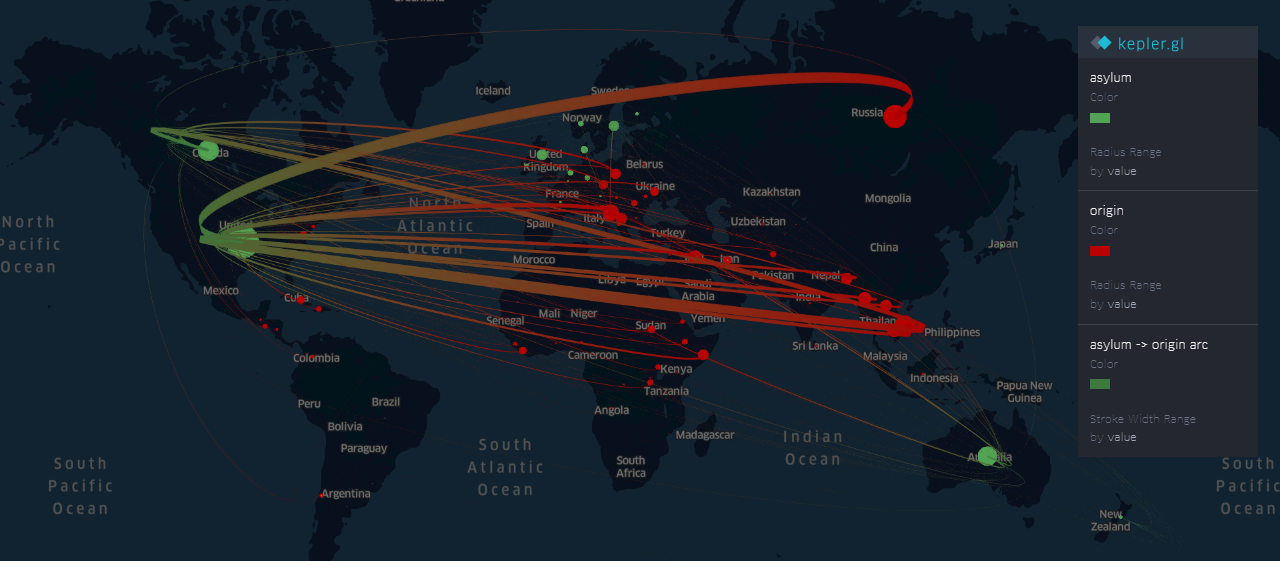 Greenland
Iceland
Sweden
Norway
Russia
Canada
United
Kingdom
Belarus
Ukraine
France
Kazakhstan
Mongolia
North
Pacific
Ocean
North
Atlantic
Ocean
United
Spain
Italy
Turkey
Uzbekistan
China
Japan
Morocco
Iraq
Iran
Libya
Egypt
Saudi
Arabia
Pakistan
Nepal
India
Mexico
Cuba
Senegal
Mali
Niger
Sudan
Yemen
Thailand
Philippines
Sri Lanka
Malaysia
Colombia
Cameroon
Kenya
Indonesia
Tanzania
Papua New
Guinea
Peru
Brazil
Angola
Bolivia
Madagascar
Paraguay
Indian
Ocean
Australia
South
Africa
South
Pacific
Ocean
South
Atlantic
Ocean
Argentina
New
Zealand
South
Pacific
Ocean
kepler.gl
asylum
Color
Radius Range
by value
origin
Color
Radius Range
by value
asylum -> origin arc
Color
Stroke Width Range
by value